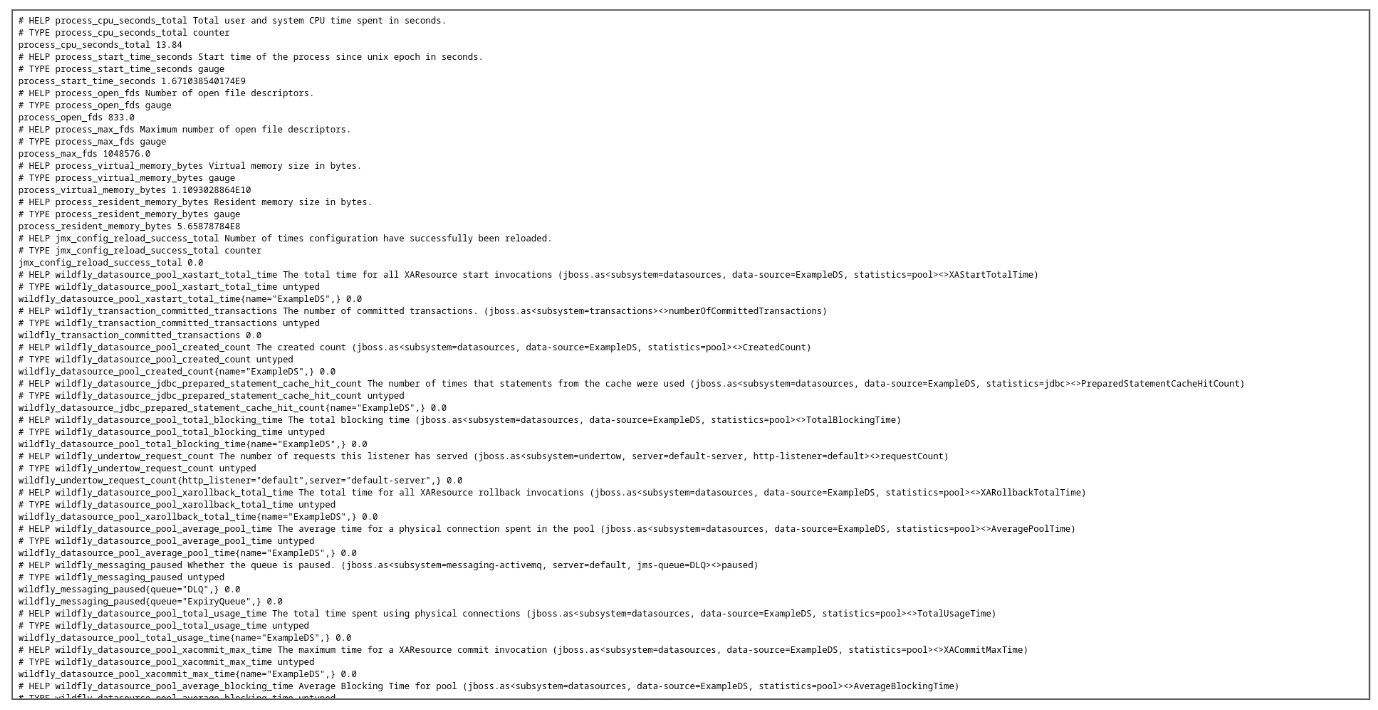 # HELP process_cpu_seconds_total Total user and system CPU time spent in seconds.
# TYPE process_cpu_seconds_total counter
process_cpu_seconds_total 13.84
# HELP process_start_time_seconds Start time of the process since unix epoch in seconds.
# TYPE process_start_time_seconds gauge
process_start_time_seconds 1.671038540174E9
# HELP process_open_fds Number of open file descriptors.
# TYPE process_open_fds gauge
process_open_fds 833.0
# HELP process_max_fds Maximum number of open file descriptors.
# TYPE process_max_fds gauge
process_max_fds 1048576.0
# HELP process_virtual_memory_bytes Virtual memory size in bytes.
# TYPE process_virtual_memory_bytes gauge
process_virtual_memory_bytes 1.1093028864E10
# HELP process_resident_memory_bytes Resident memory size in bytes.
# TYPE process_resident_memory_bytes gauge
process_resident_memory_bytes 5.65878784E8
# HELP jmx_config_reload_success_total Number of times configuration have successfully been reloaded.
# TYPE jmx_config_reload_success_total counter
jmx_config_reload_success_total 0.0
# HELP wildfly_datasource_pool_xastart_total_time The total time for all XAResource start invocations (jboss.as<subsystem=datasources, data-source=ExampleDS, statistics=pool><>XAStartTotalTime)
# TYPE wildfly_datasource_pool_xastart_total_time untyped
wildfly_datasource_pool_xastart_total_time{name="ExampleDS",} 0.0
# HELP wildfly_transaction_committed_transactions The number of committed transactions. (jboss.as<subsystem=transactions><>numberOfCommittedTransactions)
# TYPE wildfly_transaction_committed_transactions untyped
wildfly_transaction_committed_transactions 0.0
# HELP wildfly_datasource_pool_created_count The created count (jboss.as<subsystem=datasources, data-source=ExampleDS, statistics=pool><>CreatedCount)
# TYPE wildfly_datasource_pool_created_count untyped
wildfly_datasource_pool_created_count{name="ExampleDS",} 0.0
# HELP wildfly_datasource_jdbc_prepared_statement_cache_hit_count The number of times that statements from the cache were used (jboss.as<subsystem=datasources, data-source=ExampleDS, statistics=jdbc><>PreparedStatementCacheHitCount)
# TYPE wildfly_datasource_jdbc_prepared_statement_cache_hit_count untyped
wildfly_datasource_jdbc_prepared_statement_cache_hit_count{name="ExampleDS",} 0.0
# HELP wildfly_datasource_pool_total_blocking_time The total blocking time (jboss.as<subsystem=datasources, data-source=ExampleDS, statistics=pool><>TotalBlockingTime)
# TYPE wildfly_datasource_pool_total_blocking_time untyped
wildfly_datasource_pool_total_blocking_time{name="ExampleDS",} 0.0
# HELP wildfly_undertow_request_count The number of requests this listener has served (jboss.as<subsystem=undertow, server=default-server, http-listener=default><>requestCount)
# TYPE wildfly_undertow_request_count untyped
wildfly_undertow_request_count{http_listener="default",server="default-server",} 0.0
# HELP wildfly_datasource_pool_xarollback_total_time The total time for all XAResource rollback invocations (jboss.as<subsystem=datasources, data-source=ExampleDS, statistics=pool><>XARollbackTotalTime)
# TYPE wildfly_datasource_pool_xarollback_total_time untyped
wildfly_datasource_pool_xarollback_total_time{name="ExampleDS",} 0.0
# HELP wildfly_datasource_pool_average_pool_time The average time for a physical connection spent in the pool (jboss.as<subsystem=datasources, data-source=ExampleDS, statistics=pool><>AveragePoolTime)
# TYPE wildfly_datasource_pool_average_pool_time untyped
wildfly_datasource_pool_average_pool_time{name="ExampleDS",} 0.0
# HELP wildfly_messaging_paused Whether the queue is paused. (jboss.as<subsystem=messaging-activemq, server=default, jms-queue=DLQ><>paused)
# TYPE wildfly_messaging_paused untyped
wildfly_messaging_paused{queue="DLQ",} 0.0
wildfly_messaging_paused{queue="ExpiryQueue",} 0.0
# HELP wildfly_datasource_pool_total_usage_time The total time spent using physical connections (jboss.as<subsystem=datasources, data-source=ExampleDS, statistics=pool><>TotalUsageTime)
# TYPE wildfly_datasource_pool_total_usage_time untyped
wildfly_datasource_pool_total_usage_time{name="ExampleDS",} 0.0
# HELP wildfly_datasource_pool_xacommit_max_time The maximum time for a XAResource commit invocation (jboss.as<subsystem=datasources, data-source=ExampleDS, statistics=pool><>XACommitMaxTime)
# TYPE wildfly_datasource_pool_xacommit_max_time untyped
wildfly_datasource_pool_xacommit_max_time{name="ExampleDS",} 0.0
# HELP wildfly_datasource_pool_average_blocking_time Average Blocking Time for pool (jboss.as<subsystem=datasources, data-source=ExampleDS, statistics=pool><>AverageBlockingTime)
# TYPE wildfly_datasource_pool_average_blocking_time untyped